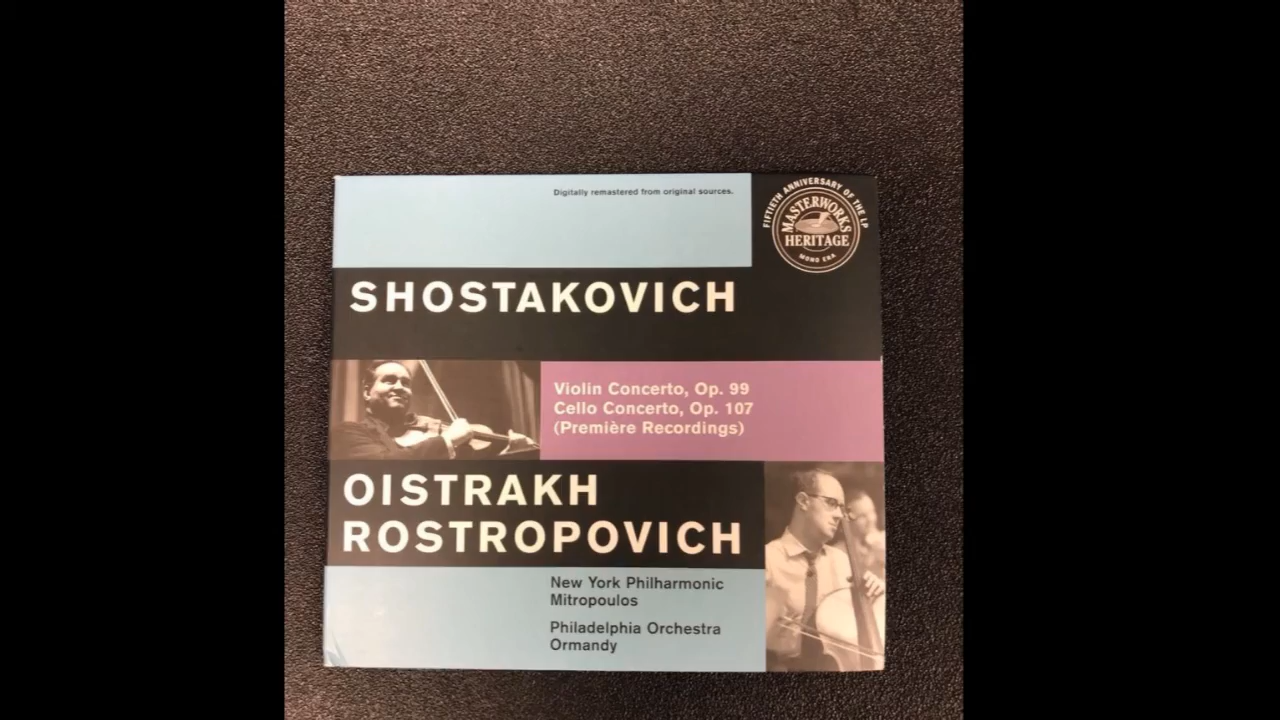 Digitally remastered from original sources.
FIFTIETH ANNIVERSARY OF THE LP
MASTERWORKS
HERITAGE
MONO ERA
SHOSTAKOVICH
Violin Concerto, Op. 99
Cello Concerto, Op. 107
(Première Recordings)
OISTRAKH
ROSTROPOVICH
New York Philharmonic
Mitropoulos
Philadelphia Orchestra
Ormandy